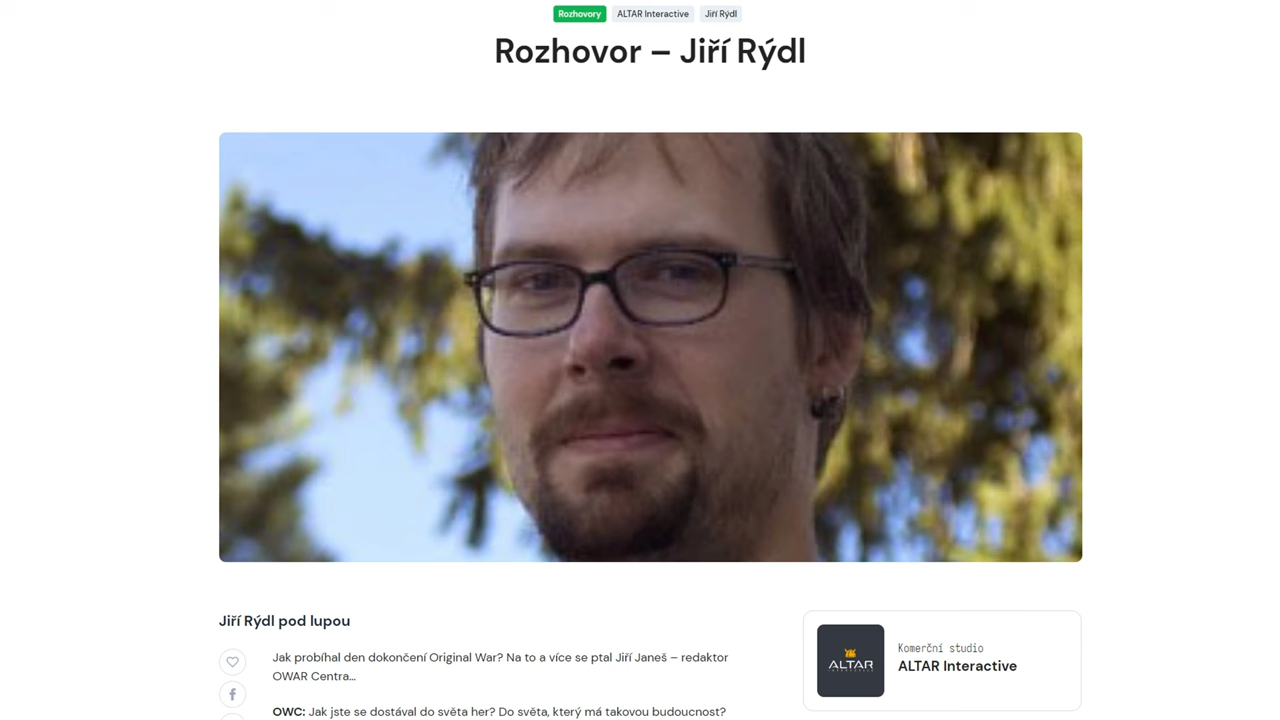 Rozhovory ALTAR Interactive Jiří Rýdl
Rozhovor – Jiří Rýdl
Jiří Rýdl pod lupou
Jak probíhal den dokončení Original War? Na to a více se ptal Jiří Janeš – redaktor
OWAR Centra...
OWC: Jak jste se dostával do světa her? Do světa, který má takovou budoucnost?
ALTAR
INTERACTIVE
Komerční studio
ALTAR Interactive